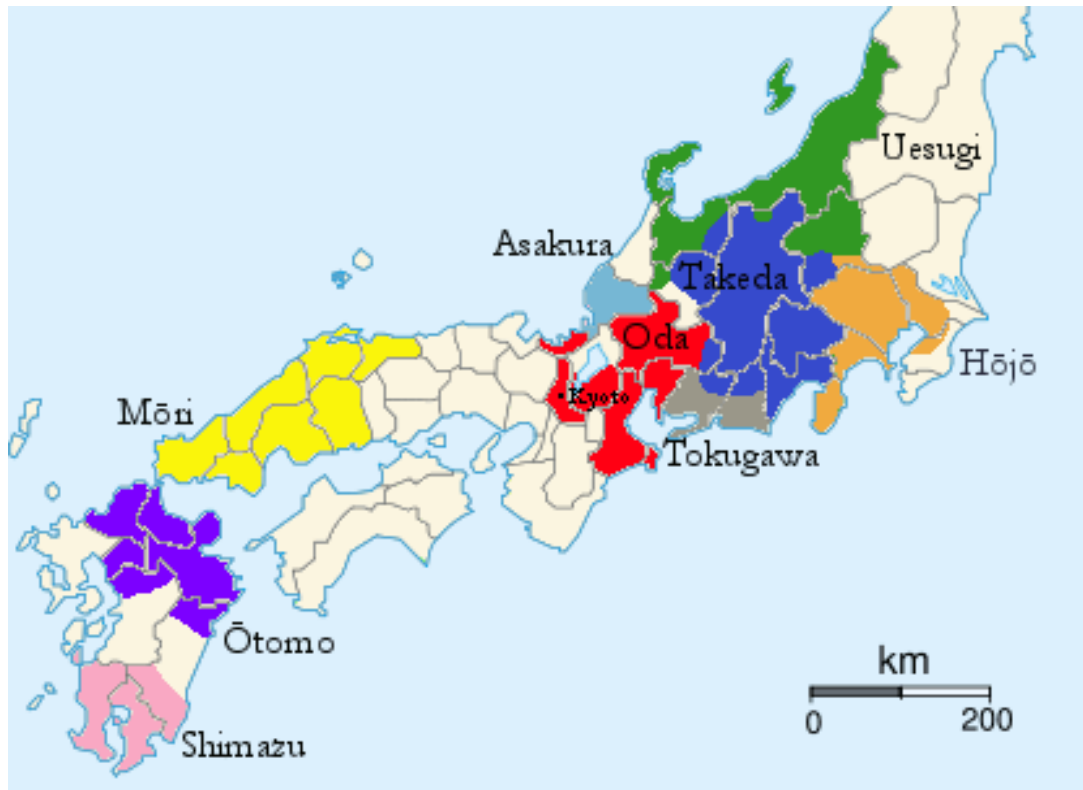 Uesugi
Asakura
Takeda
Oda
Hōjō
Kyoto
Mōri
Tokugawa
Ōtomo
km
0 200
Shimazu